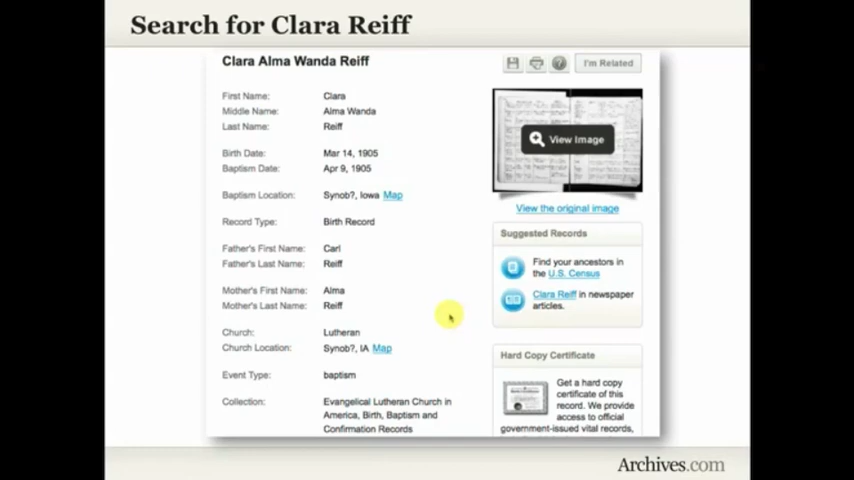 Search for Clara Reiff
Clara Alma Wanda Reiff
I'm Related
First Name: Clara
Middle Name: Alma Wanda
Last Name: Reiff
Birth Date: Mar 14, 1905
Baptism Date: Apr 9, 1905
Baptism Location: Synob?, Iowa Map
Record Type: Birth Record
Father's First Name: Carl
Father's Last Name: Reiff
Mother's First Name: Alma
Mother's Last Name: Reiff
Church: Lutheran
Church Location: Synob?, IA Map
Event Type: baptism
Collection: Evangelical Lutheran Church in
America, Birth, Baptism and
Confirmation Records
View Image
View the original image
Suggested Records
Find your ancestors in
the U.S. Census
Clara Reiff in newspaper
articles.
Hard Copy Certificate
Get a hard copy
certificate of this
record. We provide
access to official
government-issued vital records,
Archives.com